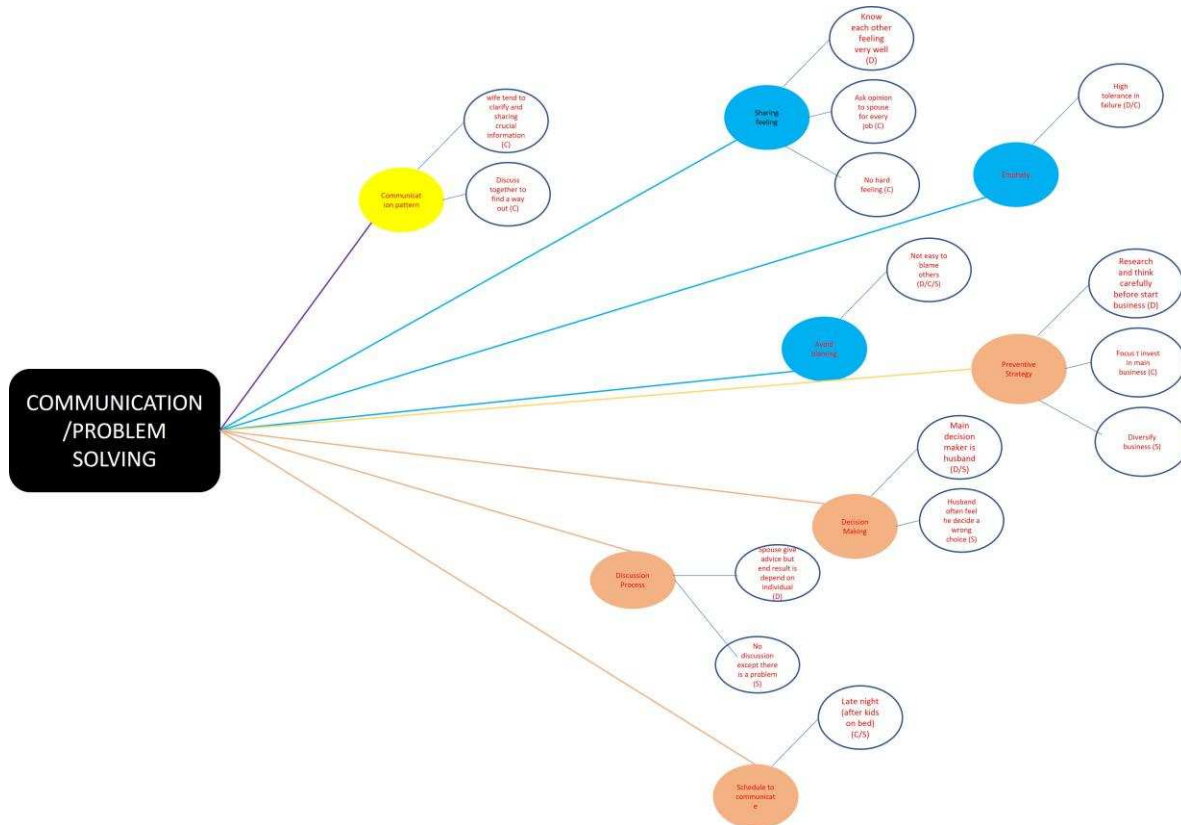 COMMUNICATION
/PROBLEM
SOLVING
Communicat
ion pattern
wife tend to
clarify and
sharing
crucial
information
(C)
Discuss
together to
find a way
out (C)
Sharing
feeling
Know
each other
feeling
very well
(D)
Ask opinion
to spouse
for every
job (C)
No hard
feeling (C)
High
tolerance in
failure (D/C)
Avoid
blaming
Not easy to
blame
others
(D/C/S)
Preventive
Strategy
Research
and think
carefully
before start
business (D)
Focus t invest
in main
business (C)
Diversify
business (S)
Decision
Making
Main
decision
maker is
husband
(D/S)
Husband
often feel
he decide a
wrong
choice (S)
Discussion
Process
Spouse give
advice but
end result is
depend on
individual
(D)
No
discussion
except there
is a problem
(S)
Schedule to
communicat
e
Late night
(after kids
on bed)
(C/S)